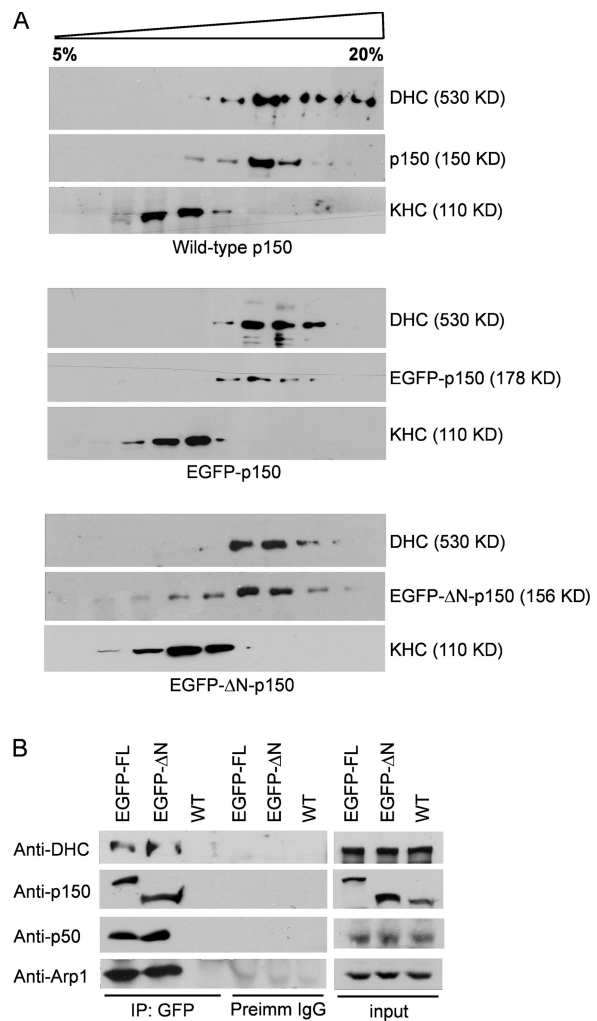 A
5% 20%
DHC (530 KD)
p150 (150 KD)
KHC (110 KD)
Wild-type p150
DHC (530 KD)
EGFP-p150 (178 KD)
KHC (110 KD)
EGFP-p150
DHC (530 KD)
EGFP-ΔN-p150 (156 KD)
KHC (110 KD)
EGFP-ΔN-p150
B
EGFP-FL EGFP-ΔN WT EGFP-FL EGFP-ΔN WT EGFP-FL EGFP-ΔN WT
Anti-DHC
Anti-p150
Anti-p50
Anti-Arp1
IP: GFP Preimm IgG input